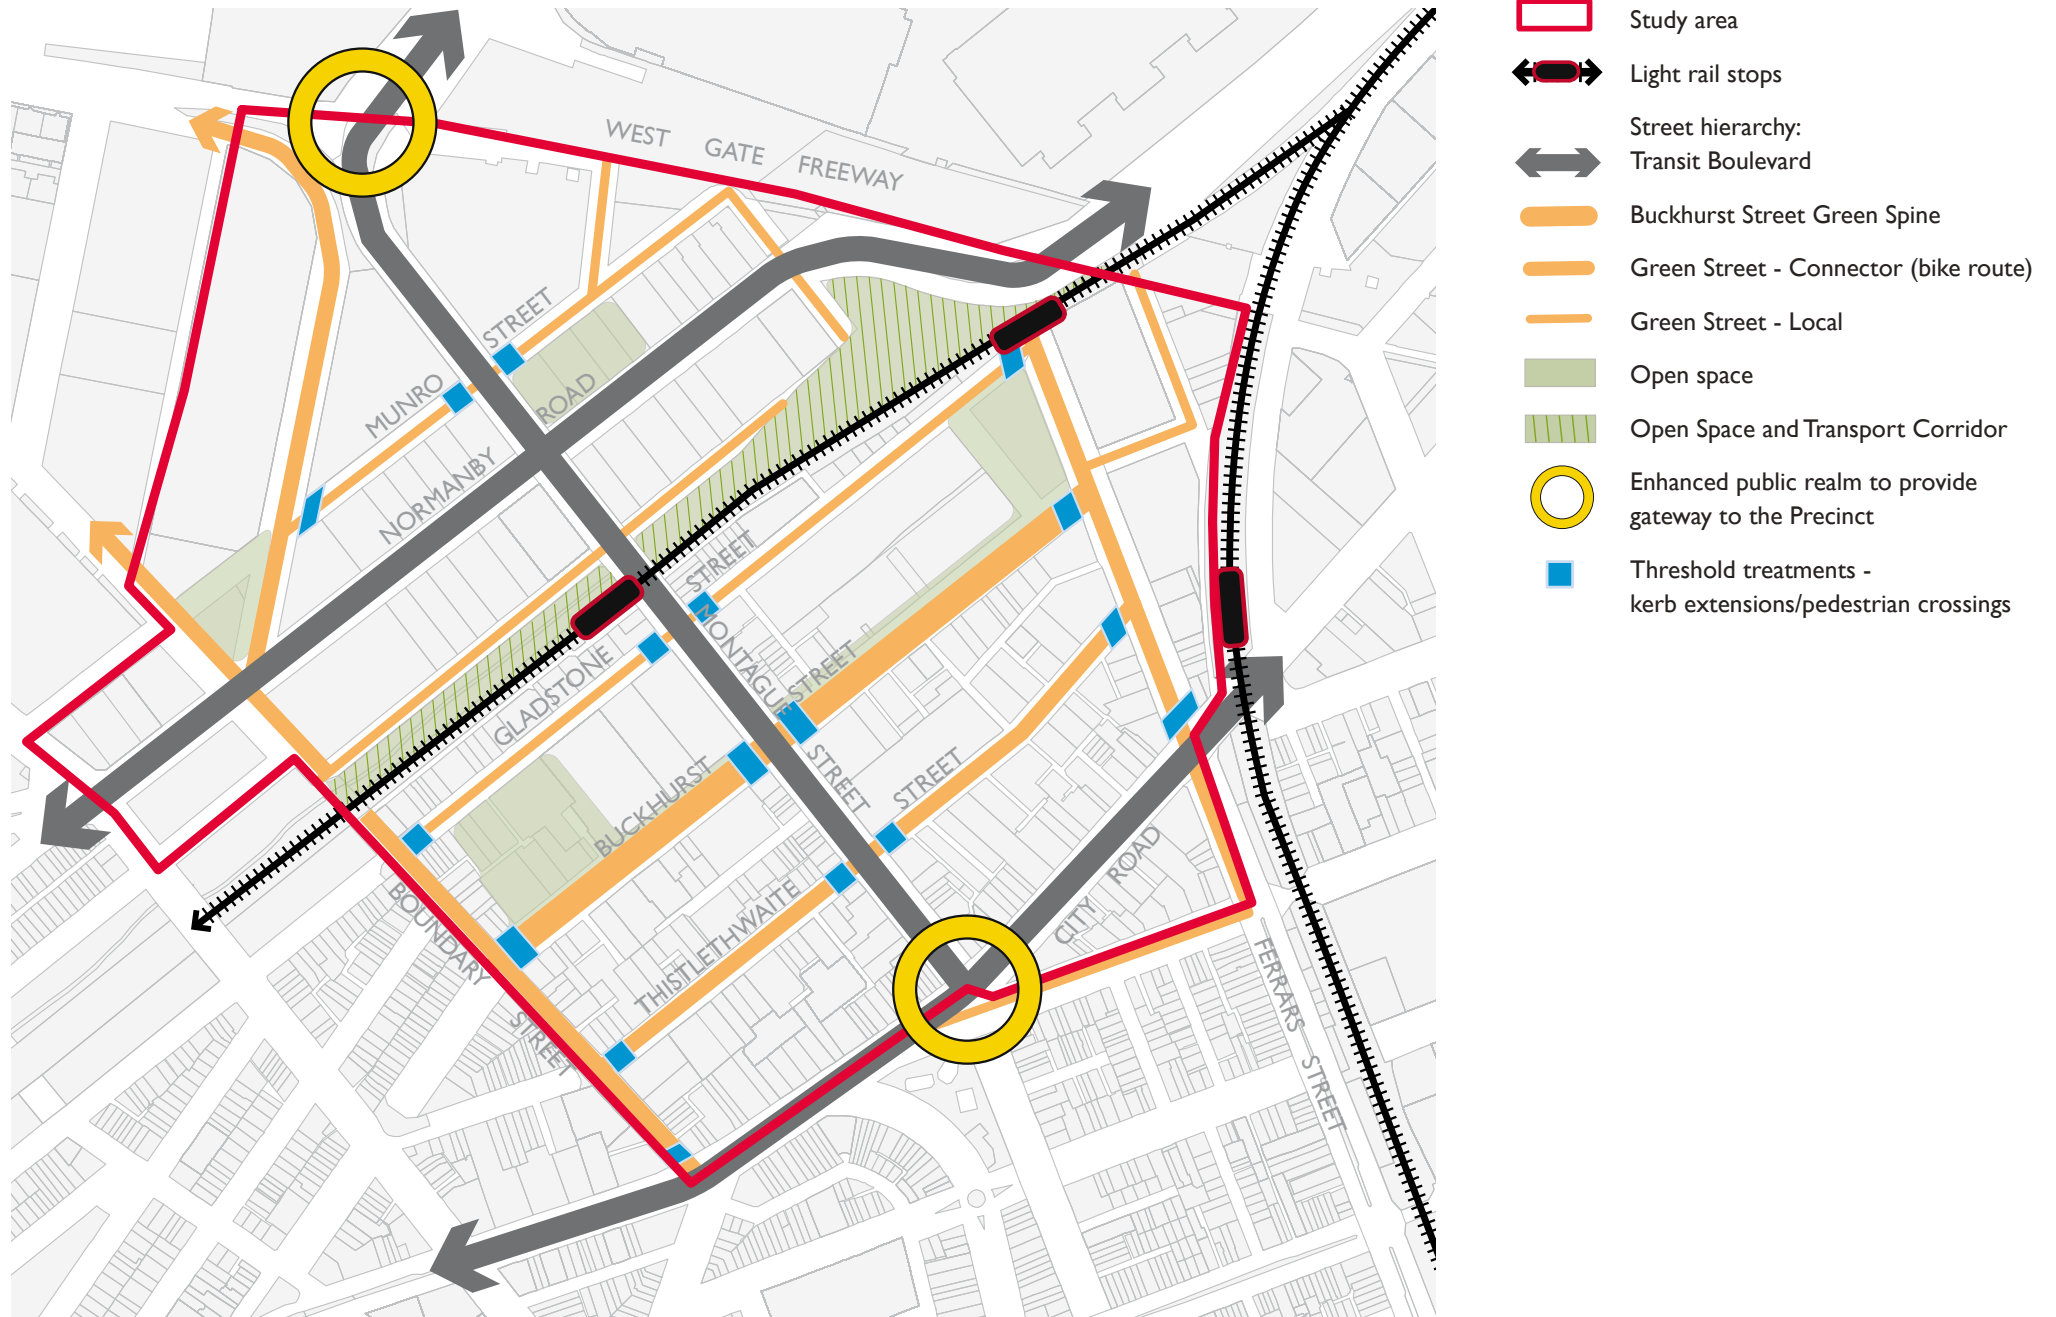 WEST GATE FREEWAY
MUNRO STREET
NORMANBY ROAD
GLADSTONE STREET
MONTAGUE STREET
BUCKHURST STREET
THISTLETHWAITE STREET
BOUNDARY STREET
CITY ROAD
FERRARS STREET
Study area
Light rail stops
Street hierarchy:
Transit Boulevard
Buckhurst Street Green Spine
Green Street - Connector (bike route)
Green Street - Local
Open space
Open Space and Transport Corridor
Enhanced public realm to provide
gateway to the Precinct
Threshold treatments -
kerb extensions/pedestrian crossings